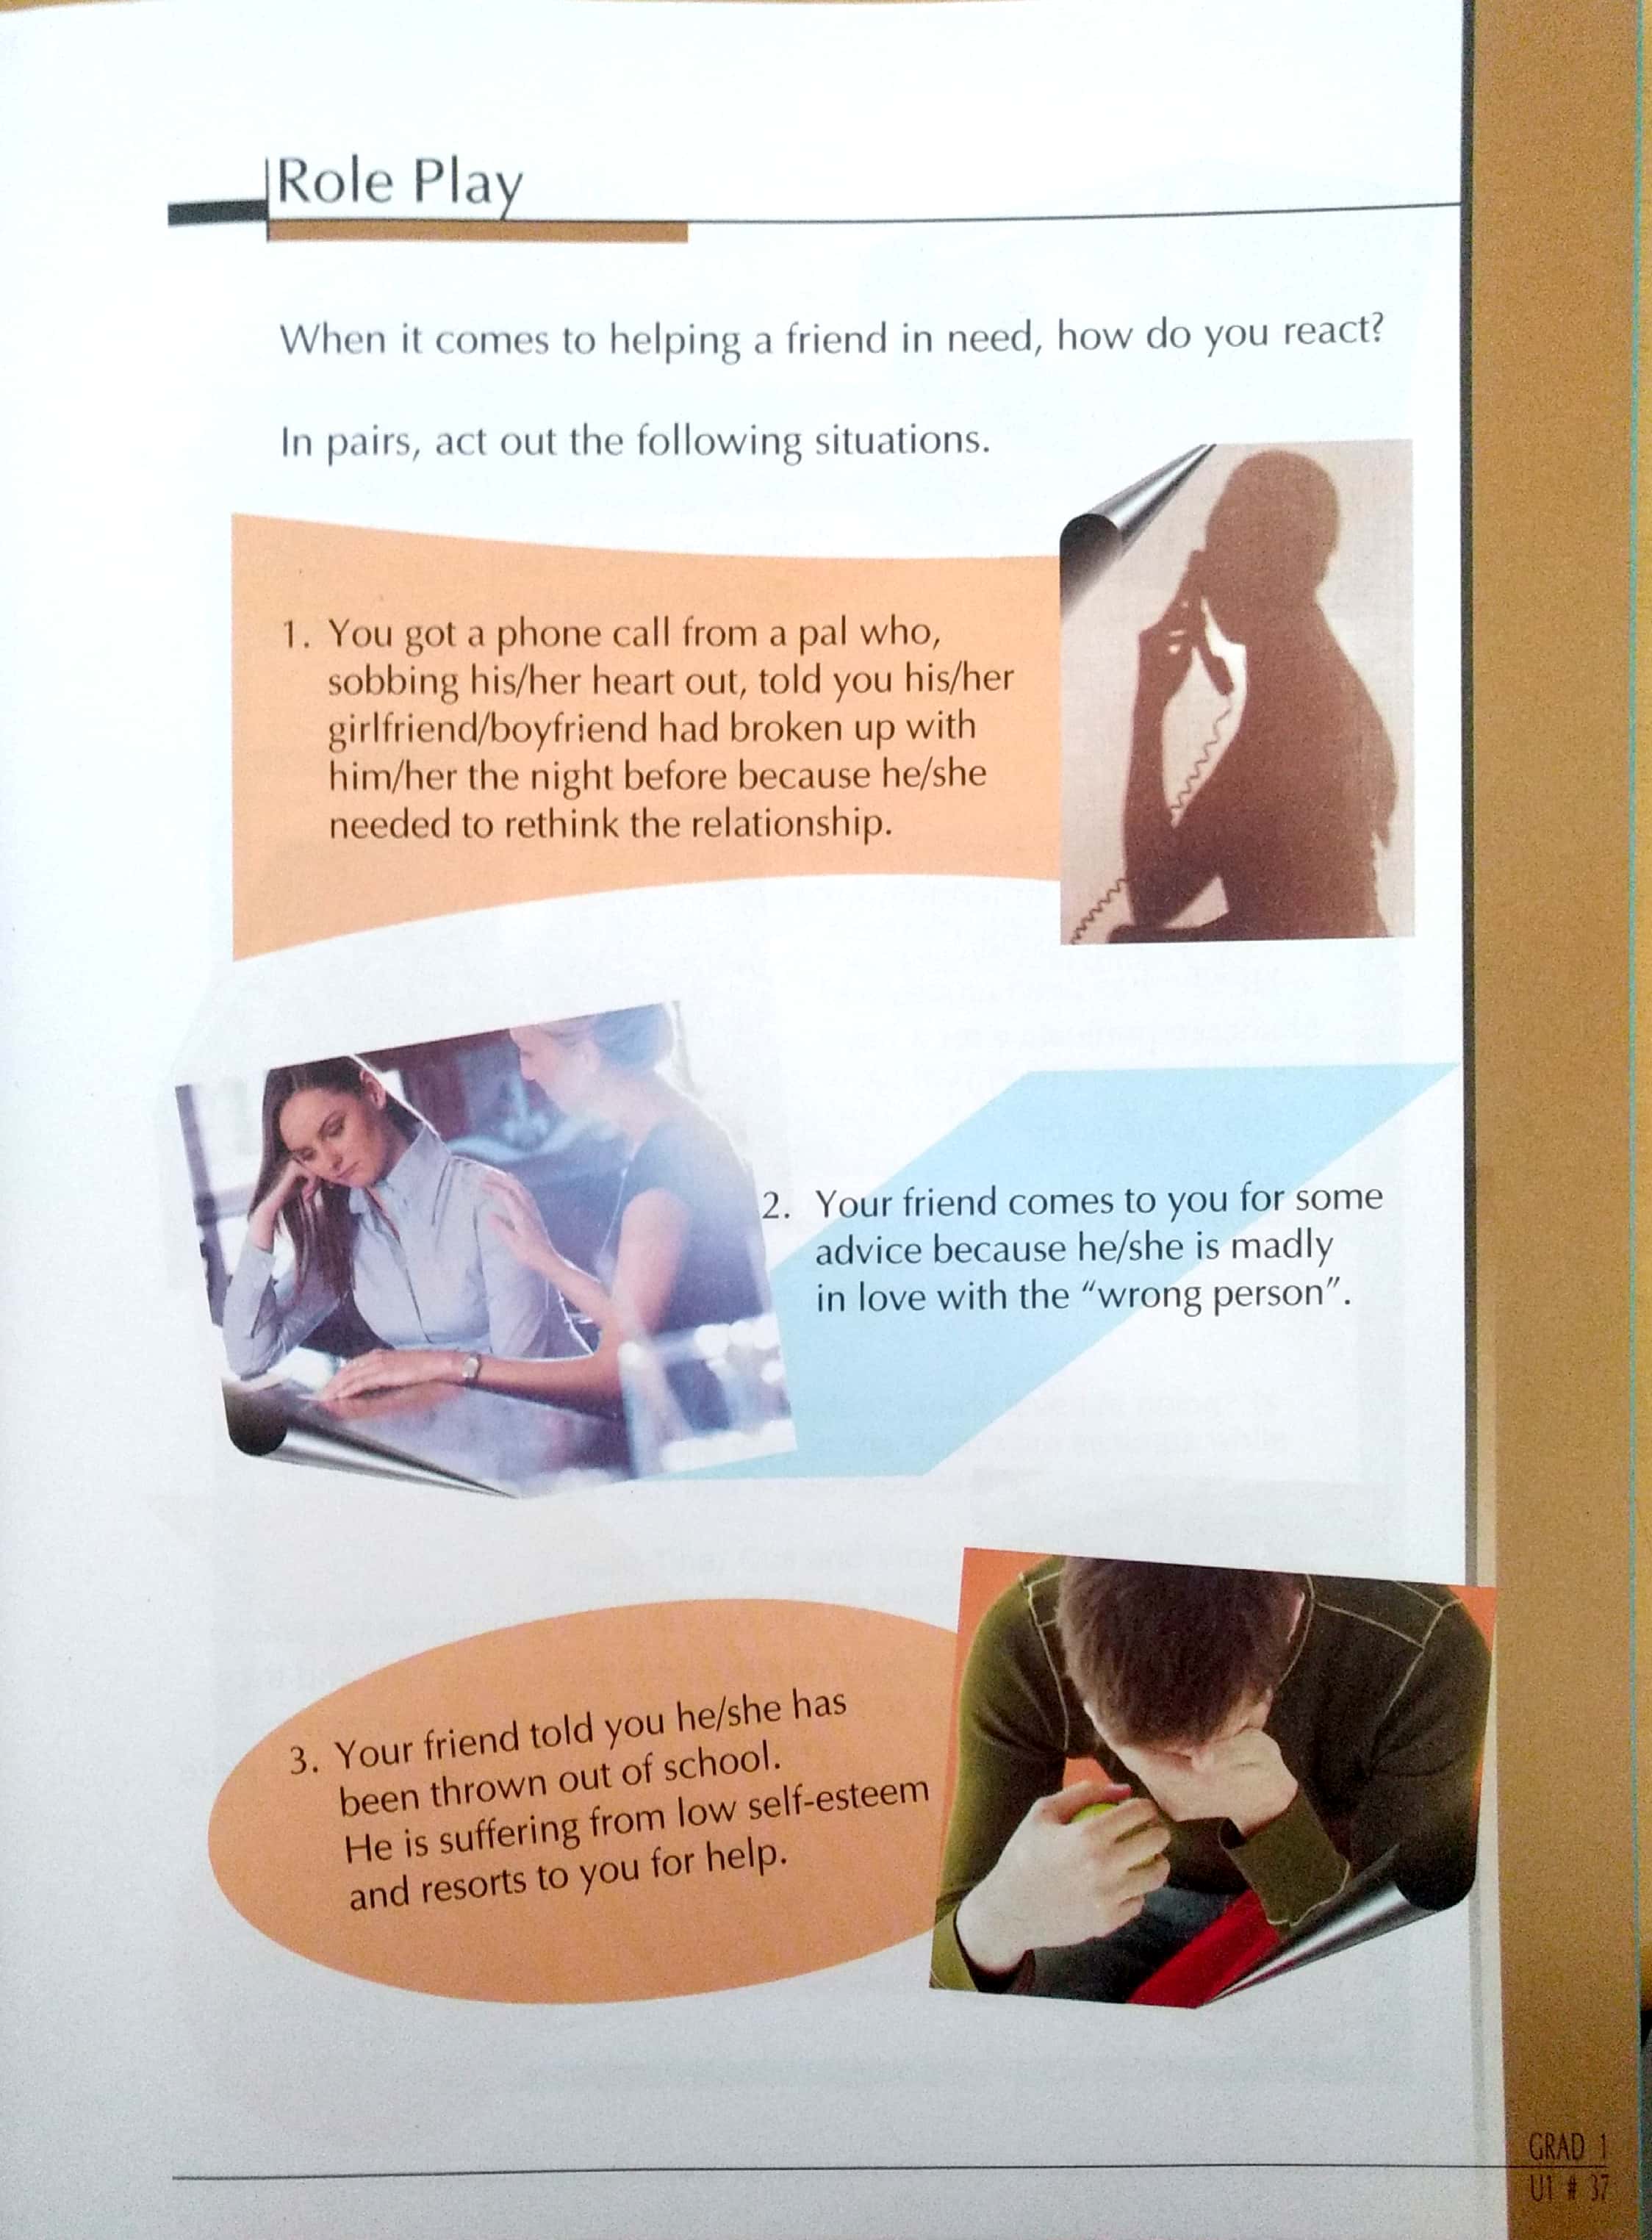 Role Play
When it comes to helping a friend in need, how do you react?
In pairs, act out the following situations.
1. You got a phone call from a pal who,
sobbing his/her heart out, told you his/her
girlfriend/boyfriend had broken up with
him/her the night before because he/she
needed to rethink the relationship.
2. Your friend comes to you for some
advice because he/she is madly
in love with the “wrong person”.
3. Your friend told you he/she has
been thrown out of school.
He is suffering from low self-esteem
and resorts to you for help.
GRAD 1
U1 # 37